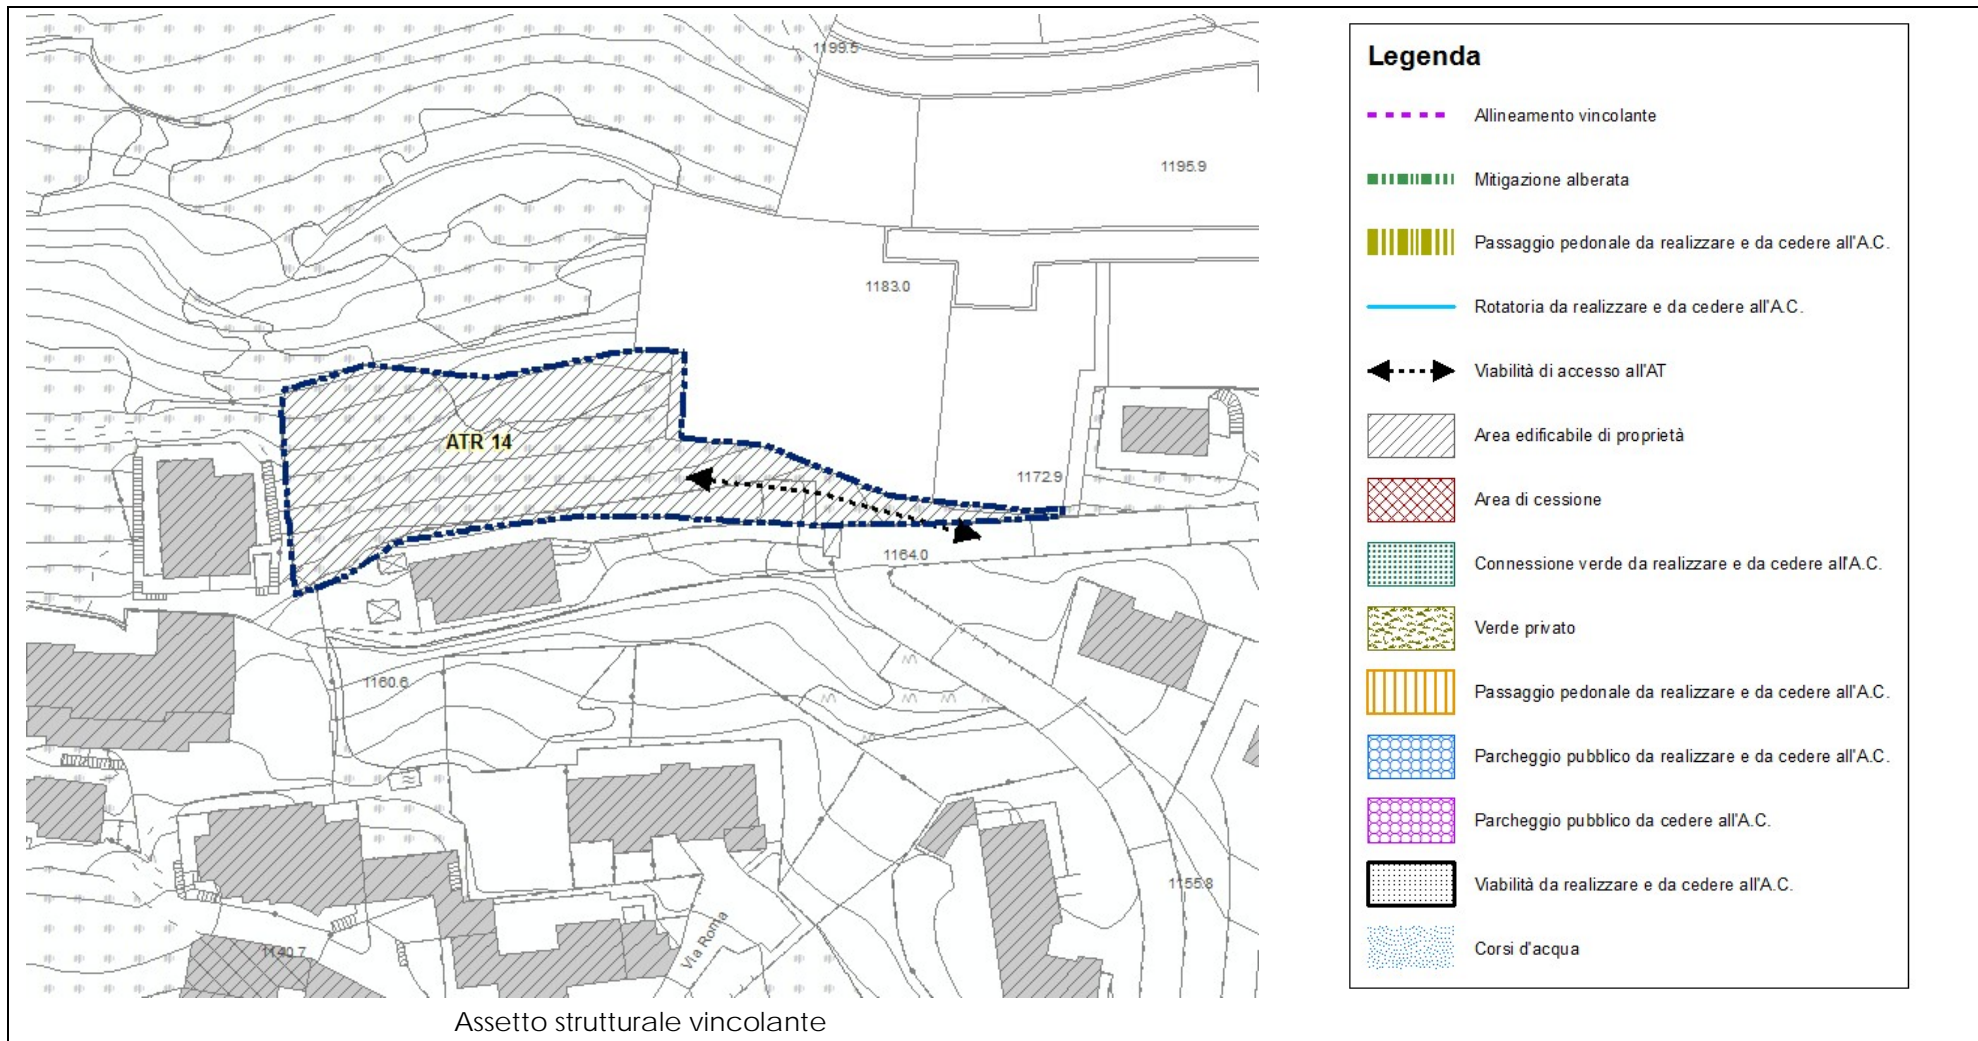 1199.5
1195.9
1183.0
ATR 14
1172.9
1164.0
1160.6
1155.8
Via Roma
1140.7
Assetto strutturale vincolante
Legenda
Allineamento vincolante
Mitigazione alberata
Passaggio pedonale da realizzare e da cedere all'A.C.
Rotatoria da realizzare e da cedere all'A.C.
Viabilità di accesso all'AT
Area edificabile di proprietà
Area di cessione
Connessione verde da realizzare e da cedere all'A.C.
Verde privato
Passaggio pedonale da realizzare e da cedere all'A.C.
Parcheggio pubblico da realizzare e da cedere all'A.C.
Parcheggio pubblico da cedere all'A.C.
Viabilità da realizzare e da cedere all'A.C.
Corsi d'acqua